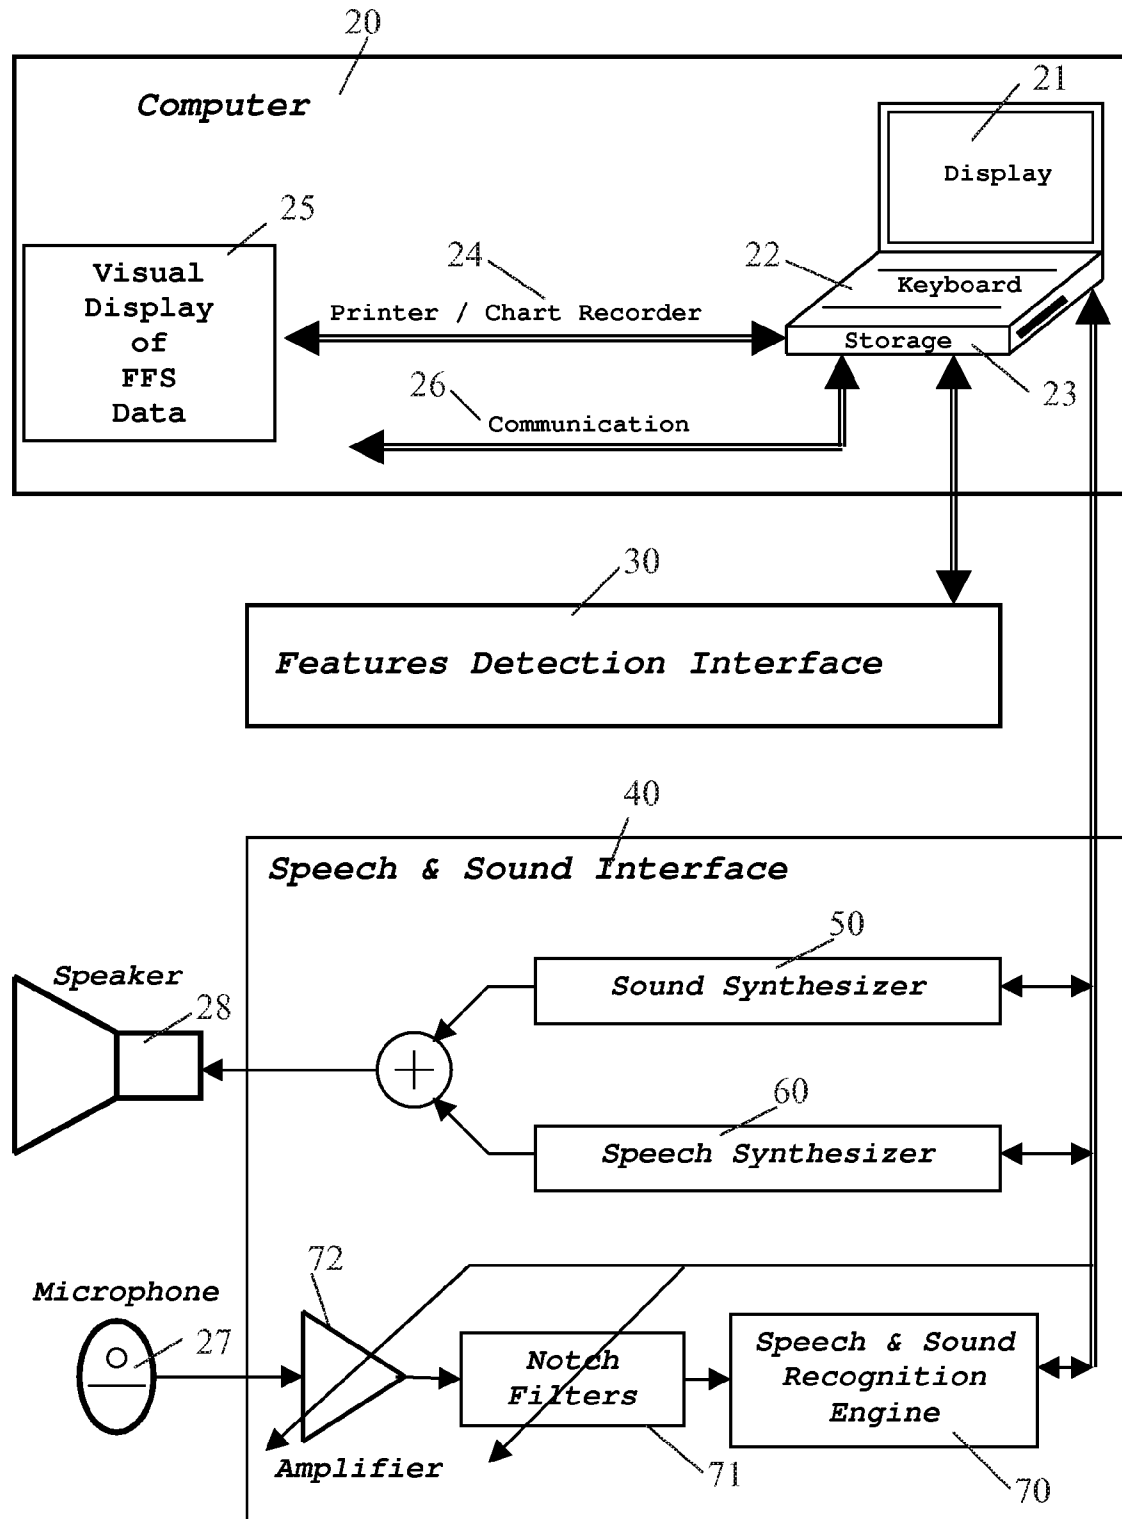 20
Computer
21
Display
25
Visual
Display
of
FFS
Data
24
Printer / Chart Recorder
22
Keyboard
Storage
23
26
Communication
30
Features Detection Interface
40
Speech & Sound Interface
50
Sound Synthesizer
Speaker
28
+
60
Speech Synthesizer
72
Microphone
27
Notch
Filters
Speech & Sound
Recognition
Engine
Amplifier
71
70